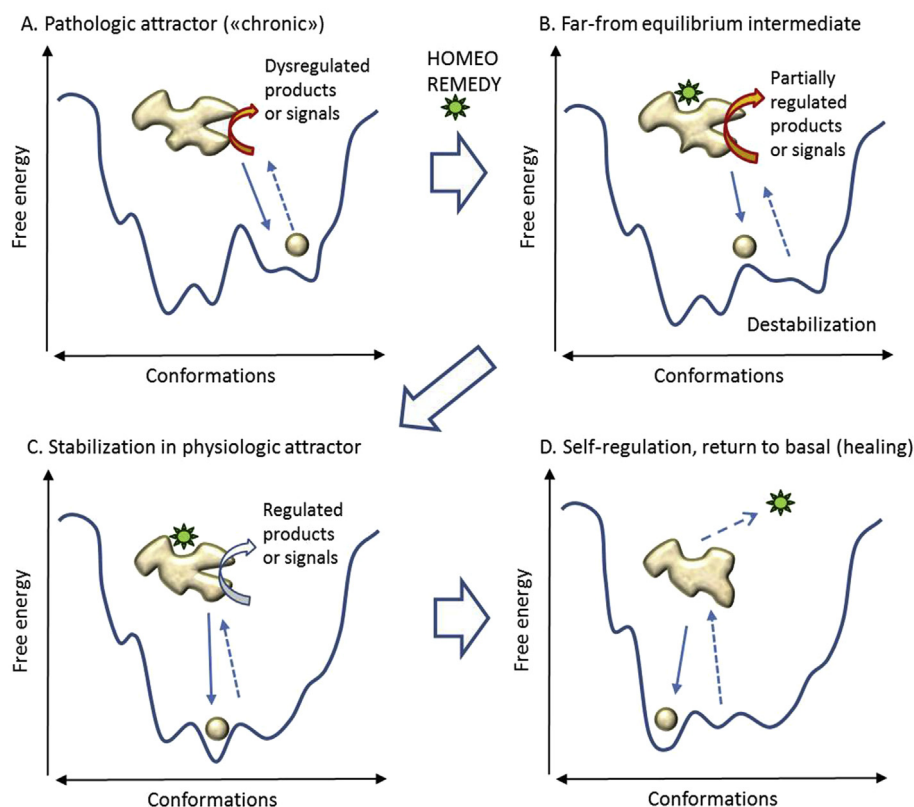 A. Pathologic attractor («chronic»)
Dysregulated
products
or signals
Free energy
Conformations
HOMEO
REMEDY
B. Far-from equilibrium intermediate
Partially
regulated
products
or signals
Free energy
Destabilization
Conformations
C. Stabilization in physiologic attractor
Regulated
products
or signals
Free energy
Conformations
D. Self-regulation, return to basal (healing)
Free energy
Conformations